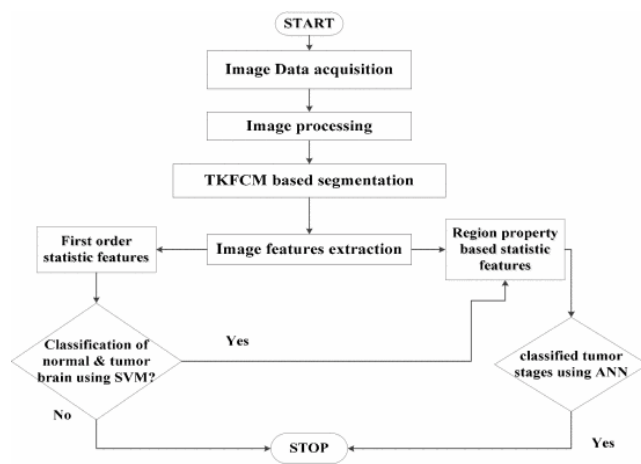 START
Image Data acquisition
Image processing
TKFCM based segmentation
First order
statistic features
Image features extraction
Region property
based statistic
features
Classification of
normal & tumor
brain using SVM?
Yes
classified tumor
stages using ANN
No
STOP
Yes